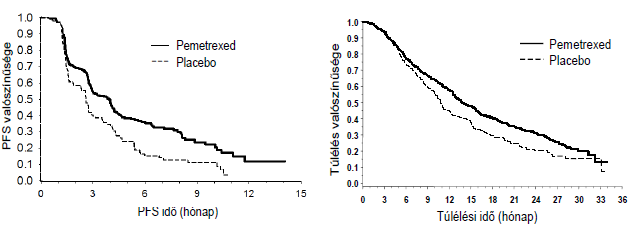 PFS valószínűsége
1.0
0.9
0.8
0.7
0.6
0.5
0.4
0.3
0.2
0.1
0.0
Pemetrexed
Placebo
0 3 6 9 12 15
PFS idő (hónap)
Túlélés valószínűsége
1.0
0.9
0.8
0.7
0.6
0.5
0.4
0.3
0.2
0.1
0.0
Pemetrexed
Placebo
0 3 6 9 12 15 18 21 24 27 30 33 36
Túlélési idő (hónap)